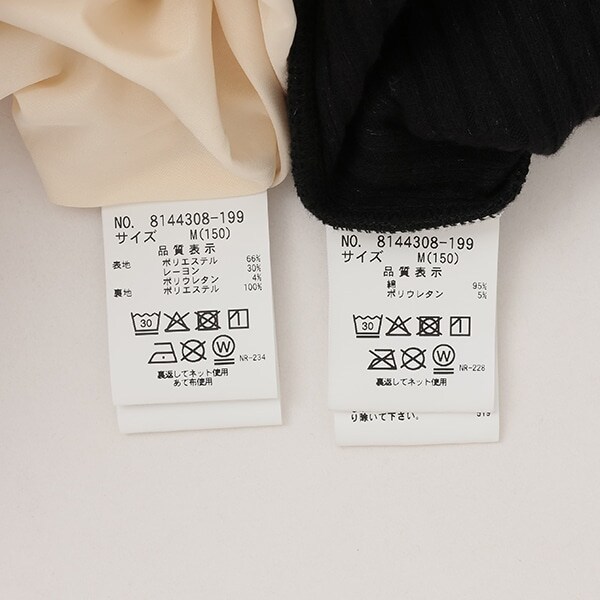 NO. 8144308-199
サイズ M(150)
品質表示
表地 ポリエステル 66%
レーヨン 30%
ポリウレタン 4%
裏地 ポリエステル 100%
30
W
NR-234
裏返してネット使用
あて布使用
NO. 8144308-199
サイズ M(150)
品質表示
綿 95%
ポリウレタン 5%
30
W
NR-228
裏返してネット使用
り除いて下さい。